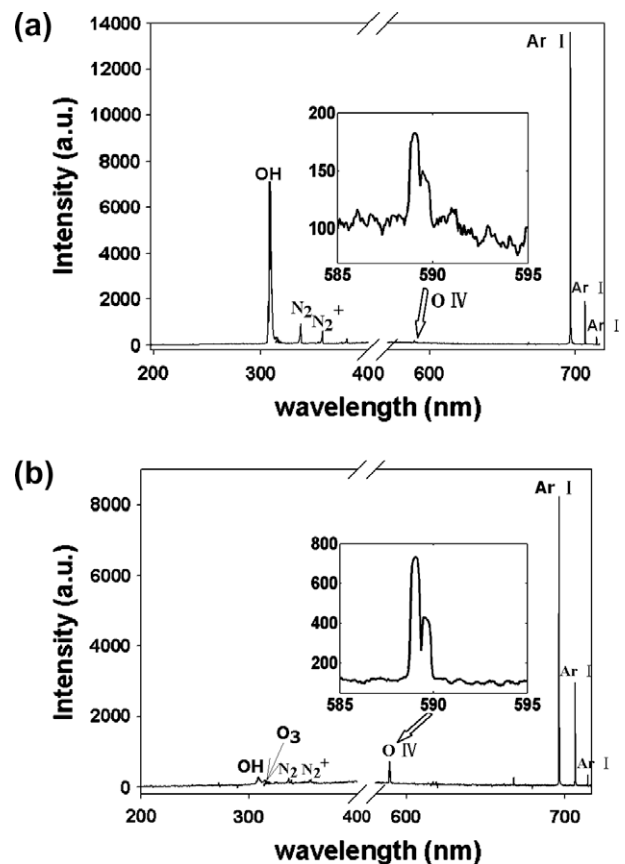 (a)
14000
12000
10000
8000
6000
4000
2000
0
Intensity (a.u.)
OH
N2
N2+
200
150
100
585 590 595
O IV
Ar I
Ar I
Ar I
200 300 400 600 700
wavelength (nm)
(b)
8000
6000
4000
2000
0
Intensity (a.u.)
OH
O3
N2 N2+
800
600
400
200
585 590 595
O IV
Ar I
Ar I
Ar I
200 300 400 600 700
wavelength (nm)